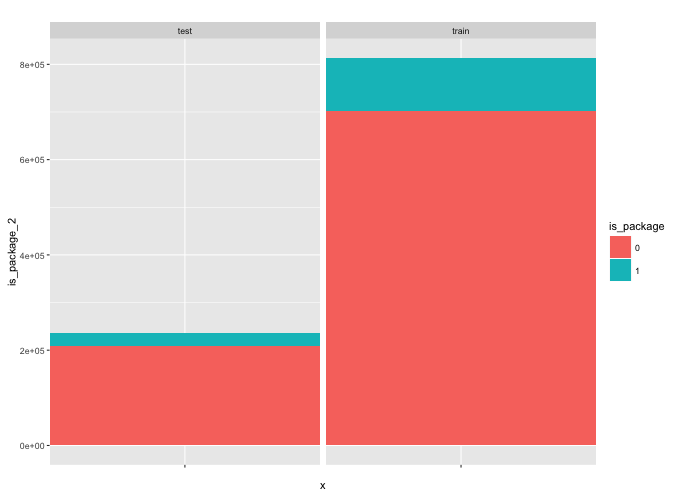 test
train
8e+05
6e+05
4e+05
2e+05
0e+00
is_package_2
x
is_package
0
1